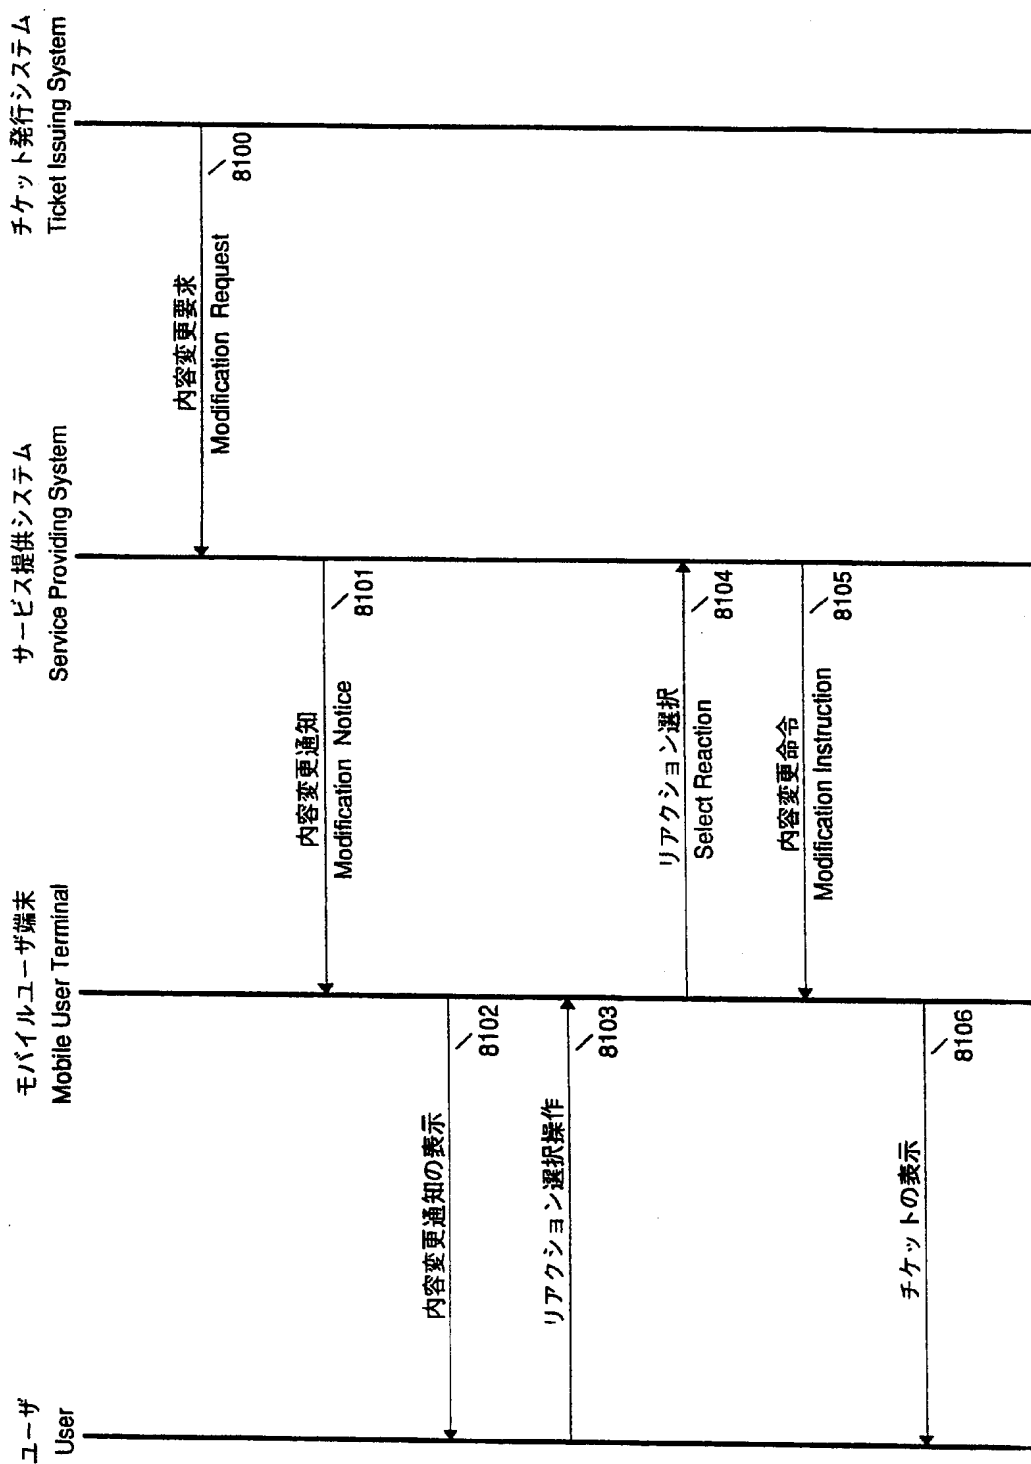 ユーザ
User
モバイルユーザ端末
Mobile User Terminal
サービス提供システム
Service Providing System
チケット発行システム
Ticket Issuing System
内容変更要求
Modification Request
8100
内容変更通知
Modification Notice
8101
内容変更通知の表示
8102
リアクション選択操作
8103
リアクション選択
Select Reaction
8104
内容変更命令
Modification Instruction
8105
チケットの表示
8106